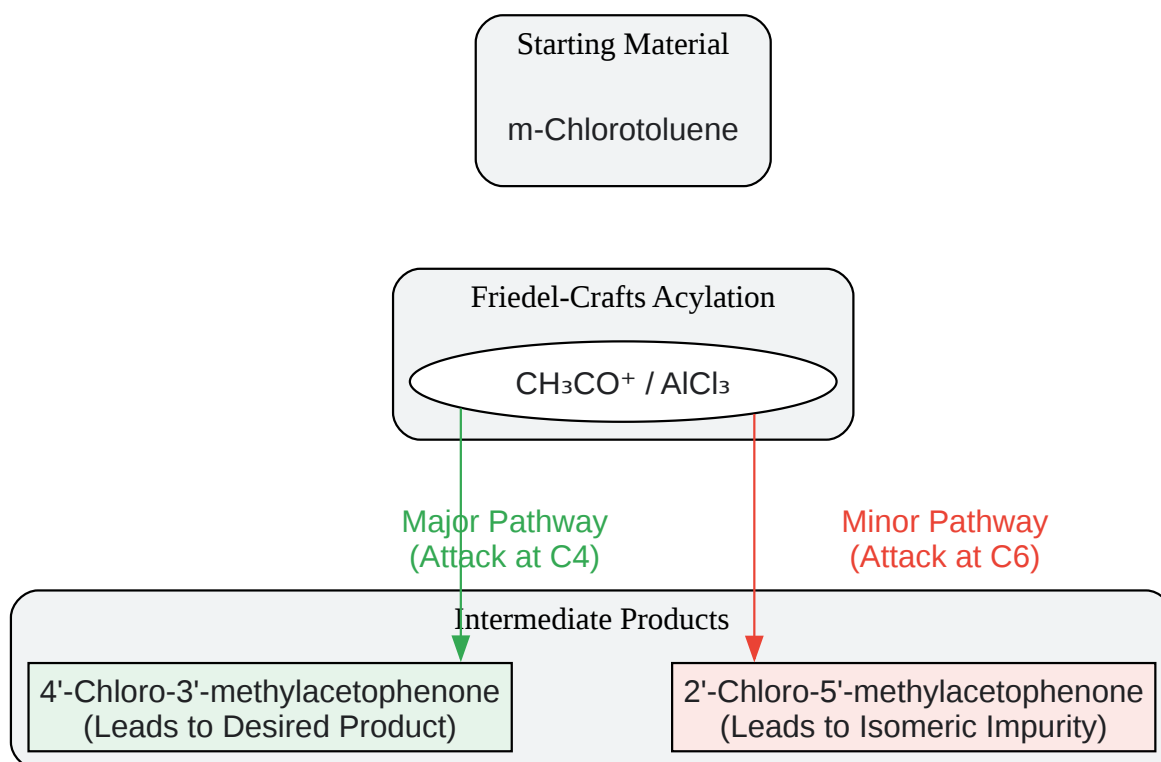 Starting Material
m-Chlorotoluene
Friedel-Crafts Acylation
CH₃CO⁺ / AlCl₃
Major Pathway
(Attack at C4)
Minor Pathway
(Attack at C6)
Intermediate Products
4'-Chloro-3'-methylacetophenone
(Leads to Desired Product)
2'-Chloro-5'-methylacetophenone
(Leads to Isomeric Impurity)